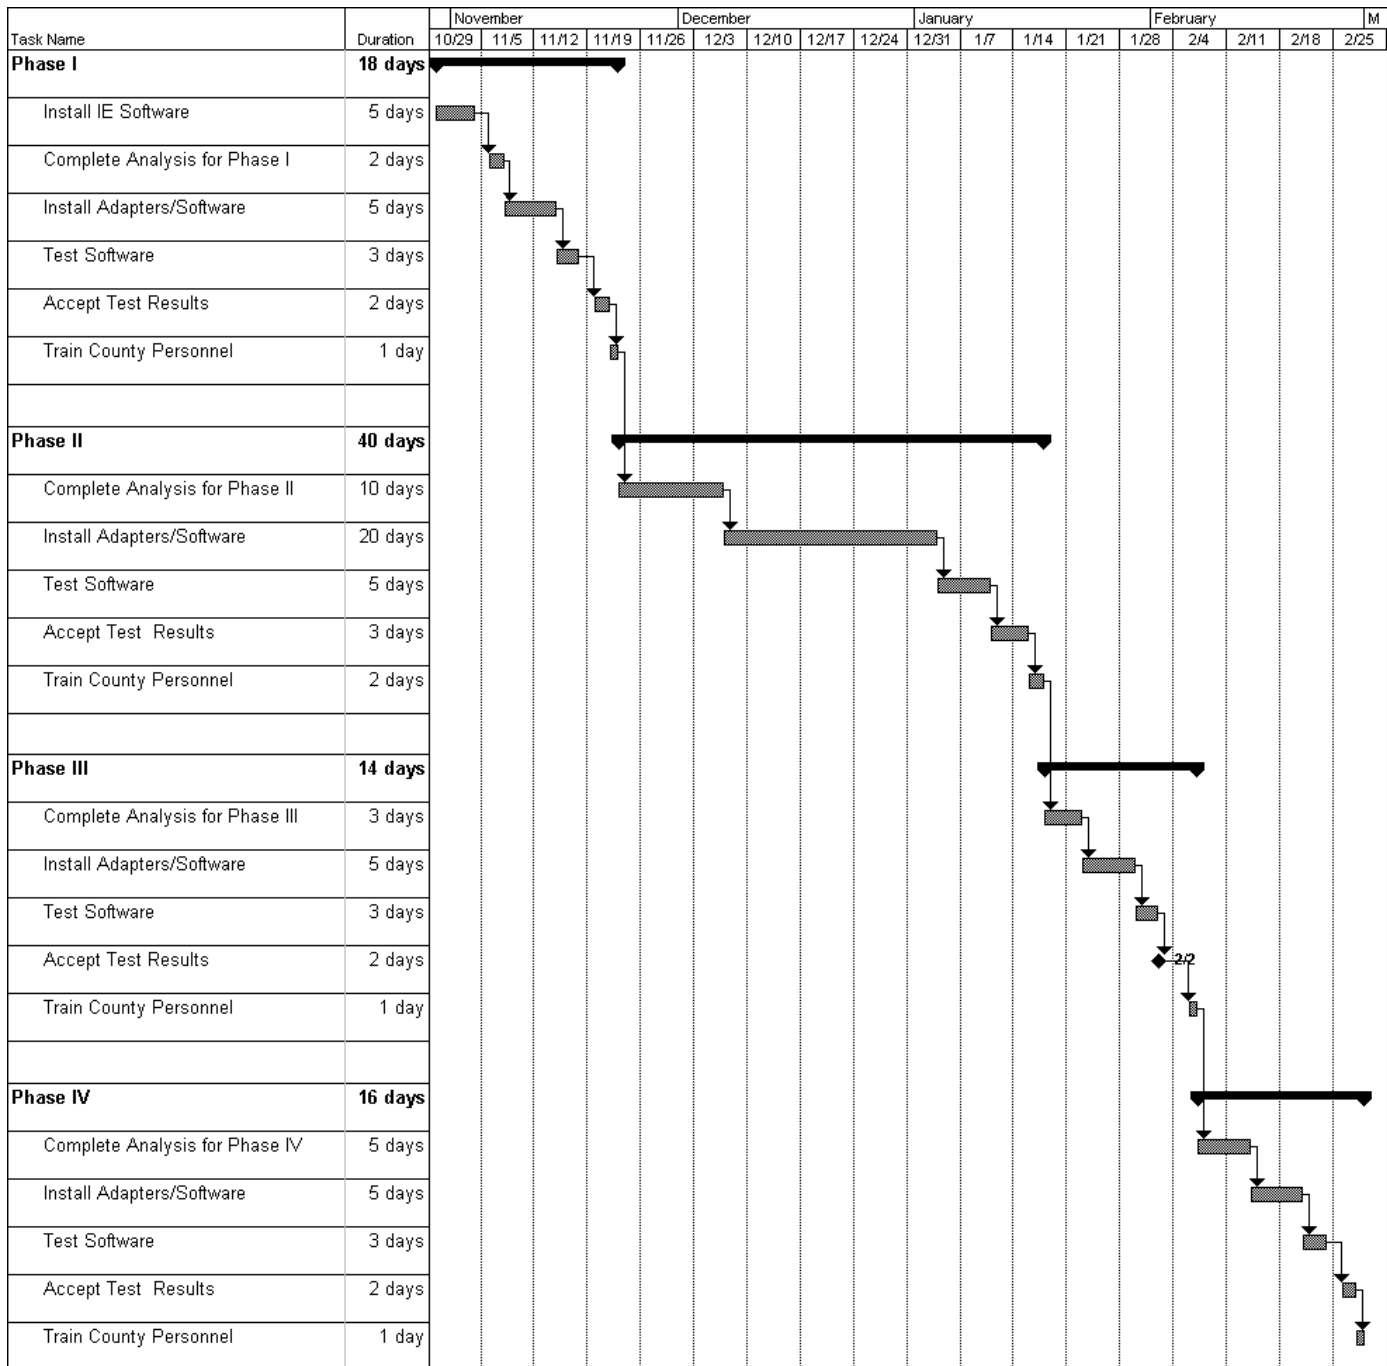 November December January February M
Task Name Duration 10/29 11/5 11/12 11/19 11/26 12/3 12/10 12/17 12/24 12/31 1/7 1/14 1/21 1/28 2/4 2/11 2/18 2/25
Phase I 18 days
Install IE Software 5 days
Complete Analysis for Phase I 2 days
Install Adapters/Software 5 days
Test Software 3 days
Accept Test Results 2 days
Train County Personnel 1 day
Phase II 40 days
Complete Analysis for Phase II 10 days
Install Adapters/Software 20 days
Test Software 5 days
Accept Test  Results 3 days
Train County Personnel 2 days
Phase III 14 days
Complete Analysis for Phase III 3 days
Install Adapters/Software 5 days
Test Software 3 days
Accept Test Results 2 days 2/2
Train County Personnel 1 day
Phase IV 16 days
Complete Analysis for Phase IV 5 days
Install Adapters/Software 5 days
Test Software 3 days
Accept Test  Results 2 days
Train County Personnel 1 day